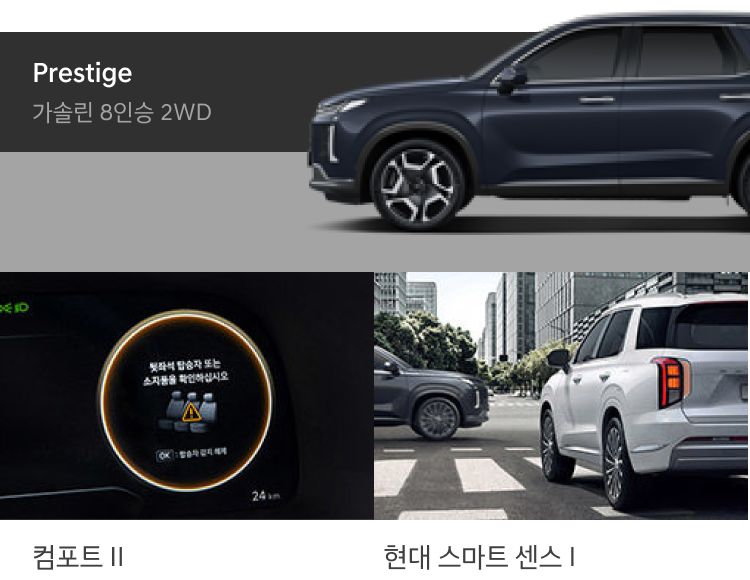 Prestige
가솔린 8인승 2WD
뒷좌석 탑승자 또는
소지품을 확인하십시오
OK : 탑승자 감지 해제
24 km
컴포트 II
현대 스마트 센스 I